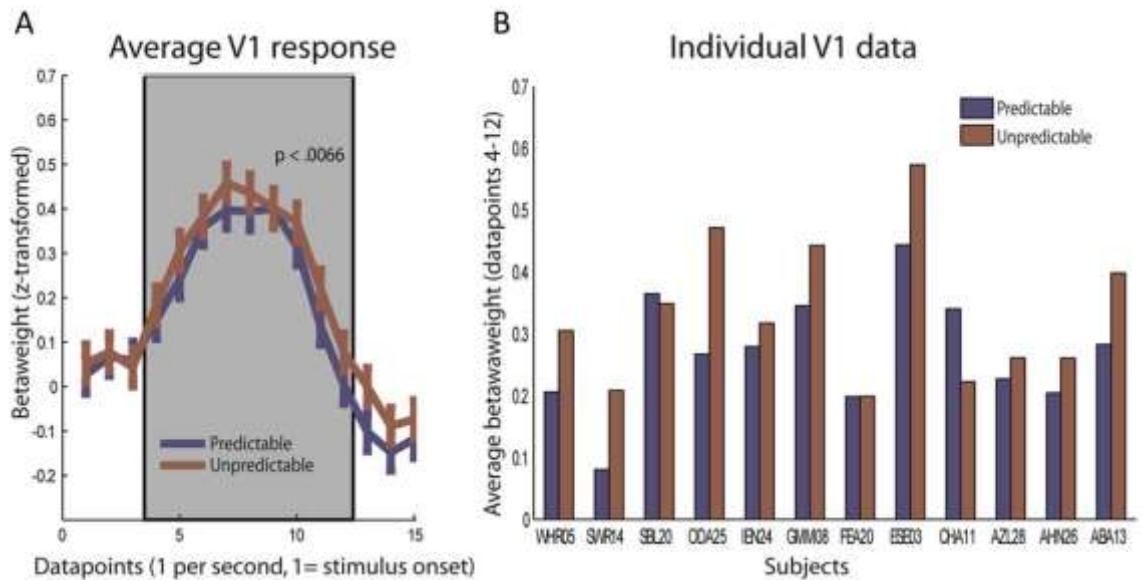 A
Average V1 response
Betaweight (z-transformed)
0.7
0.6
0.5
0.4
0.3
0.2
0.1
0
-0.1
-0.2
p < .0066
Predictable
Unpredictable
0 5 10 15
Datapoints (1 per second, 1= stimulus onset)
B
Individual V1 data
Average betawaweight (datapoints 4-12)
0.7
0.6
0.5
0.4
0.3
0.2
0.1
0
Predictable
Unpredictable
WHR05 SWR14 SBL20 ODA25 IEN24 GMM08 FEA20 ESE03 CHA11 AZL28 AHN26 ABA13
Subjects